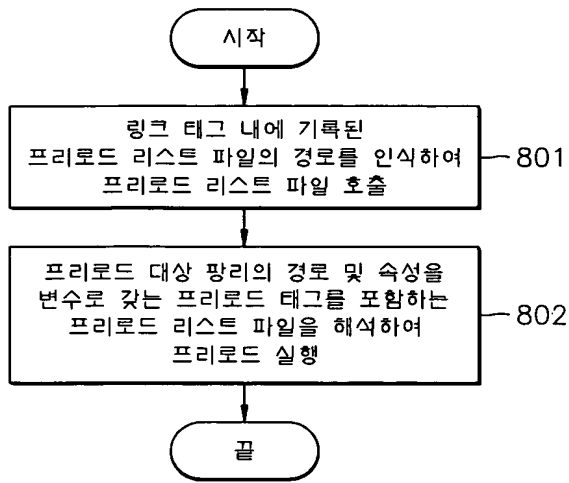 시작
링크 태그 내에 기록된
프리로드 리스트 파일의 경로를 인식하여
프리로드 리스트 파일 호출
801
프리로드 대상 팡리의 경로 및 속성을
변수로 갖는 프리로드 태그를 포함하는
프리로드 리스트 파일을 해석하여
프리로드 실행
802
끝